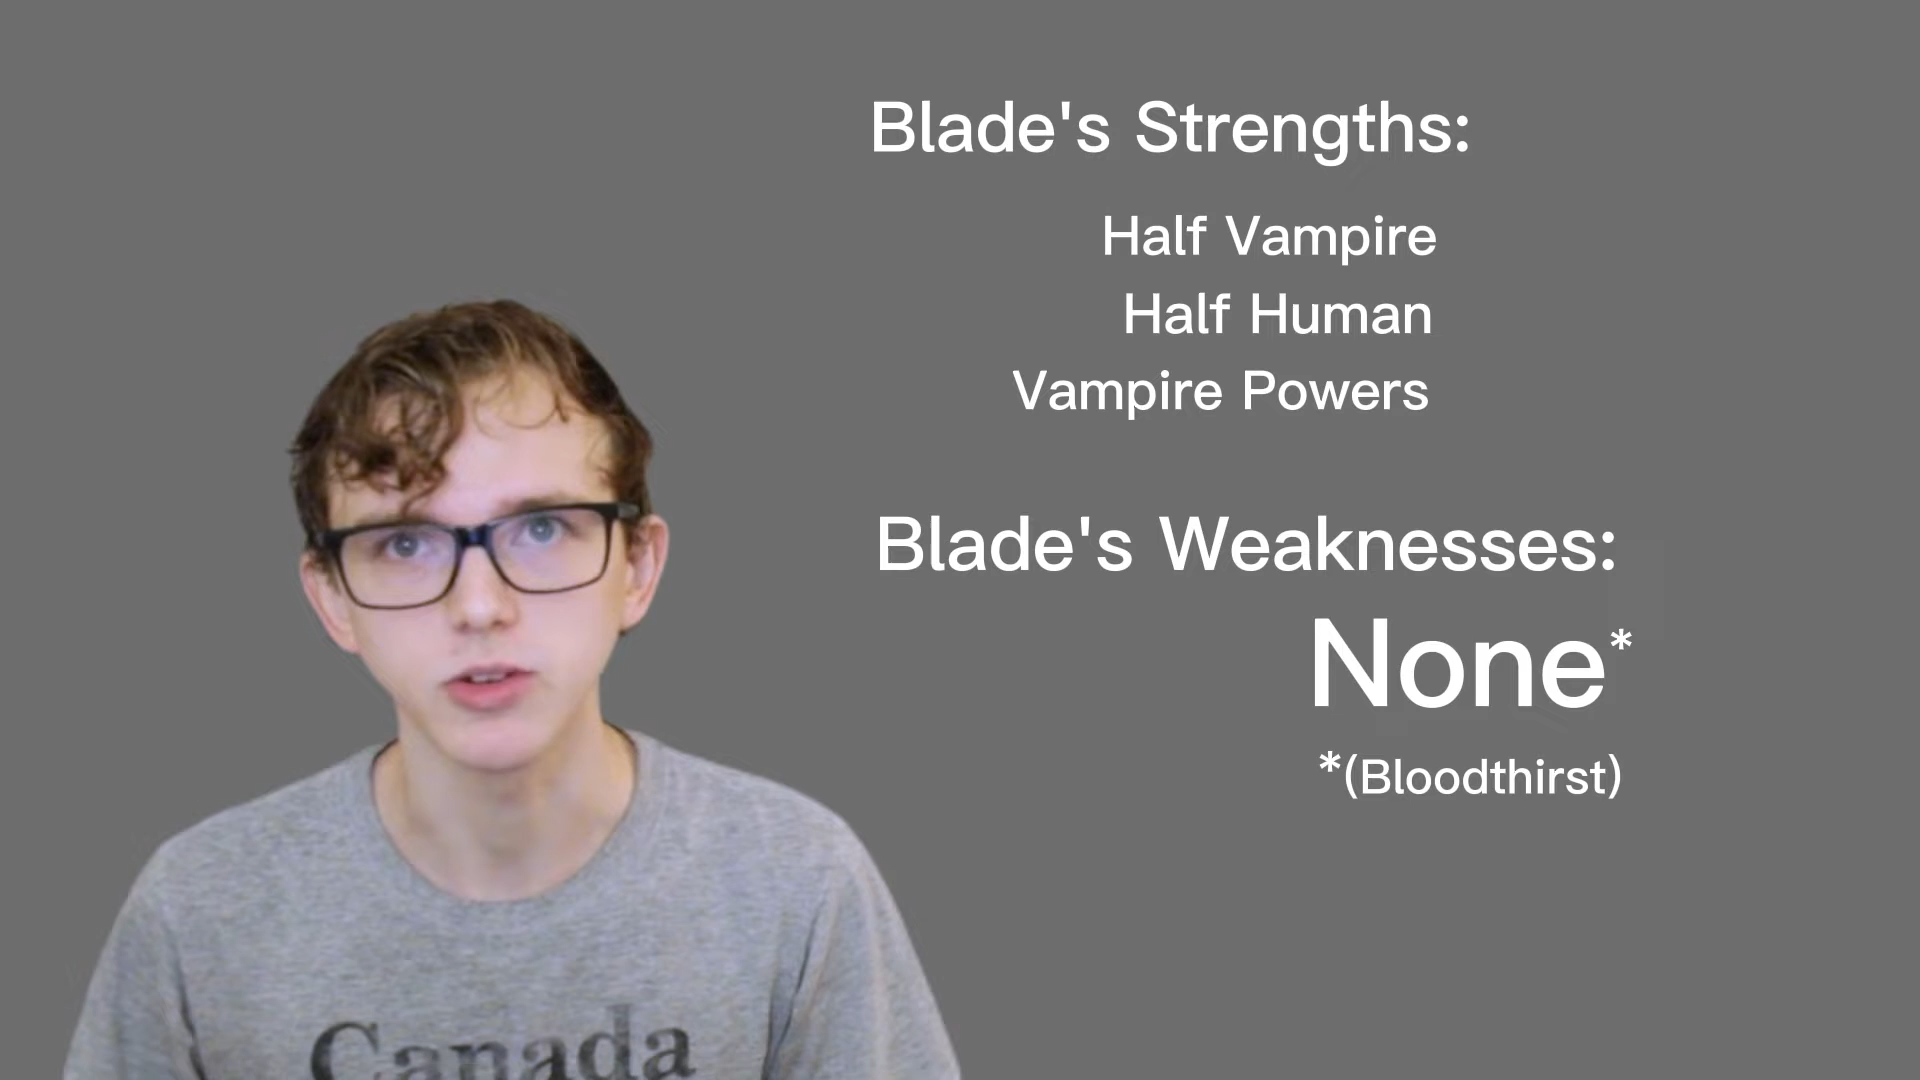 Blade's Strengths:
Half Vampire
Half Human
Vampire Powers
Blade's Weaknesses:
None*
*(Bloodthirst)
Canada